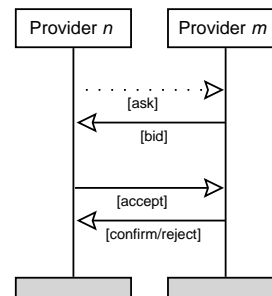 Provider n
Provider m
[ask]
[bid]
[accept]
[confirm/reject]